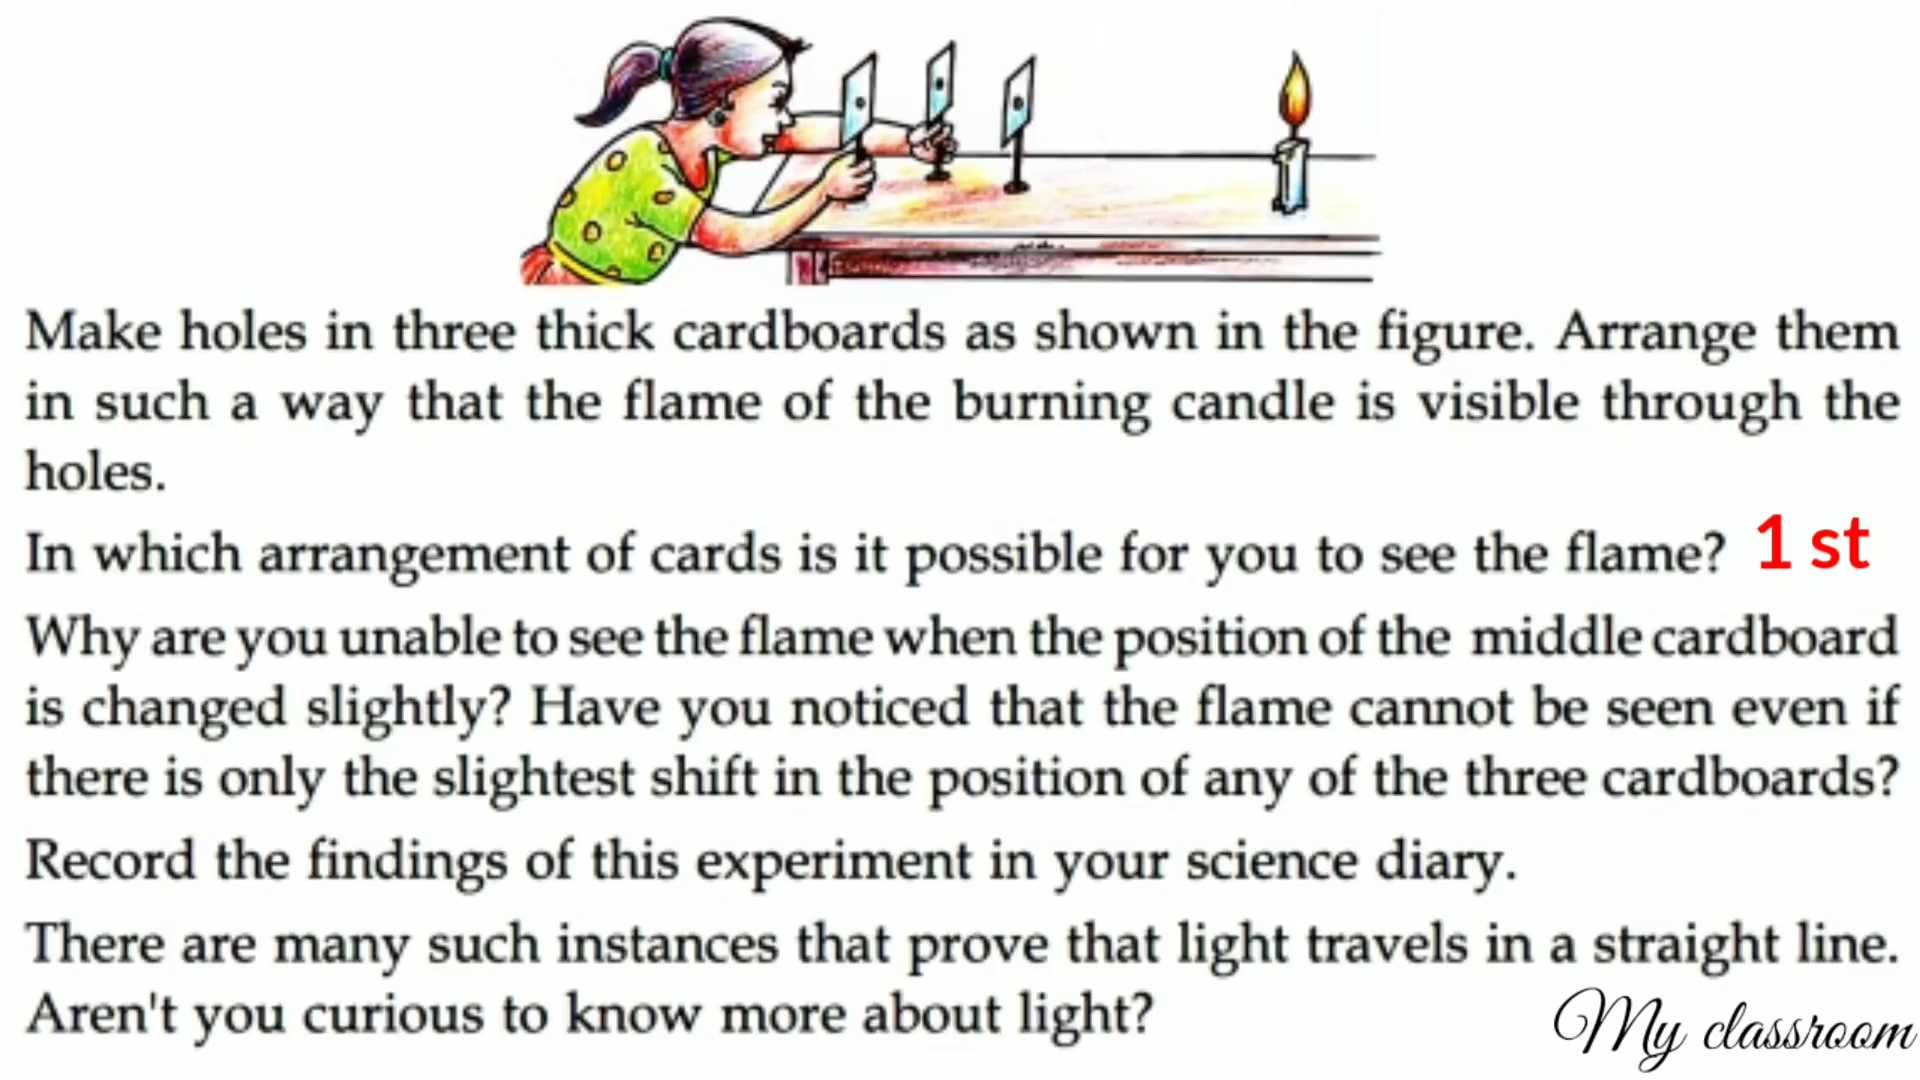 Make holes in three thick cardboards as shown in the figure. Arrange them
in such a way that the flame of the burning candle is visible through the
holes.
In which arrangement of cards is it possible for you to see the flame? 1 st
Why are you unable to see the flame when the position of the middle cardboard
is changed slightly? Have you noticed that the flame cannot be seen even if
there is only the slightest shift in the position of any of the three cardboards?
Record the findings of this experiment in your science diary.
There are many such instances that prove that light travels in a straight line.
Aren't you curious to know more about light?
My classroom